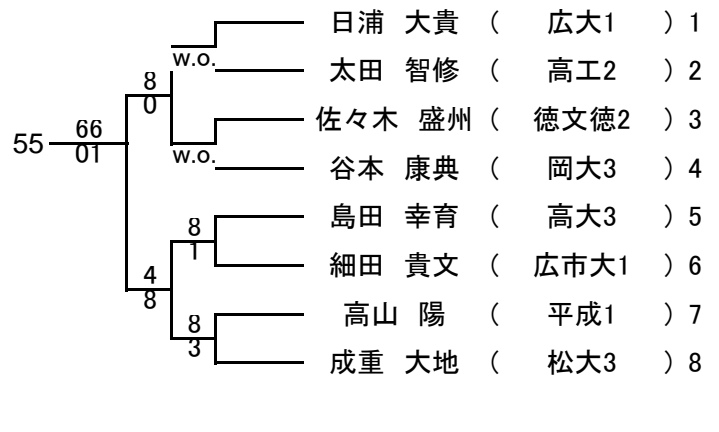 日浦 大貴 ( 広大1 ) 1
w.o.
太田 智修 ( 高工2 ) 2
8
0
佐々木 盛州 ( 徳文徳2 ) 3
66
55
01
w.o.
谷本 康典 ( 岡大3 ) 4
島田 幸育 ( 高大3 ) 5
8
1
細田 貴文 ( 広市大1 ) 6
4
8
高山 陽 ( 平成1 ) 7
8
3
成重 大地 ( 松大3 ) 8